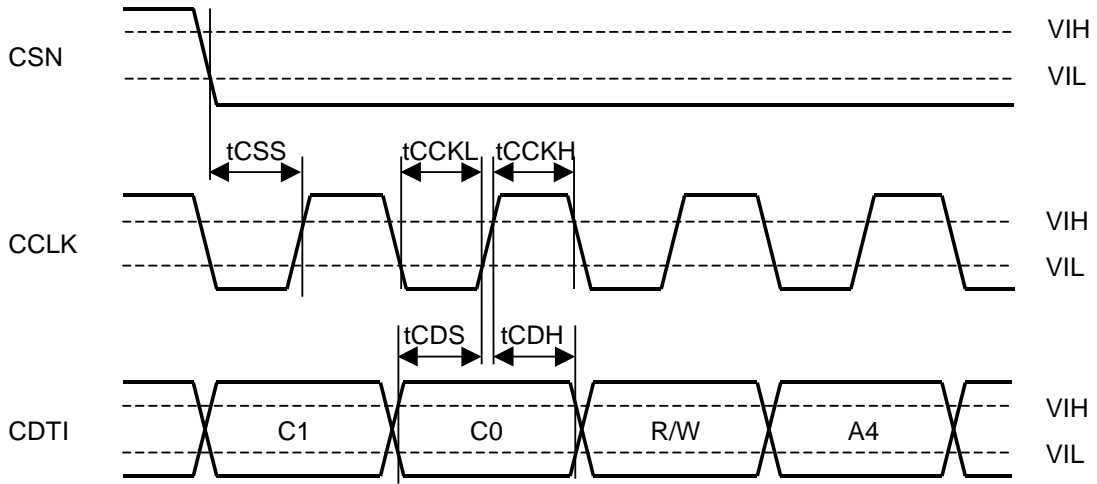 CSN
VIH
VIL
tCSS
tCCKL
tCCKH
CCLK
VIH
VIL
tCDS
tCDH
CDTI
C1
C0
R/W
A4
VIH
VIL